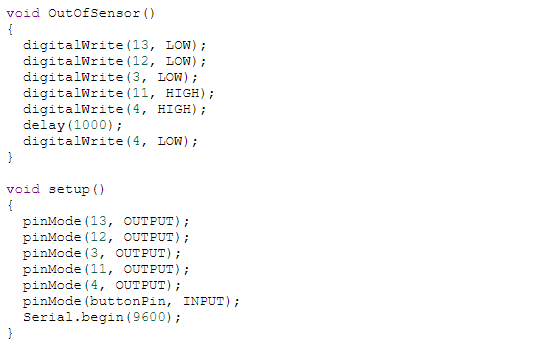 void OutOfSensor()
{
  digitalWrite(13, LOW);
  digitalWrite(12, LOW);
  digitalWrite(3, LOW);
  digitalWrite(11, HIGH);
  digitalWrite(4, HIGH);
  delay(1000);
  digitalWrite(4, LOW);
}

void setup()
{
  pinMode(13, OUTPUT);
  pinMode(12, OUTPUT);
  pinMode(3, OUTPUT);
  pinMode(11, OUTPUT);
  pinMode(4, OUTPUT);
  pinMode(buttonPin, INPUT);
  Serial.begin(9600);
}